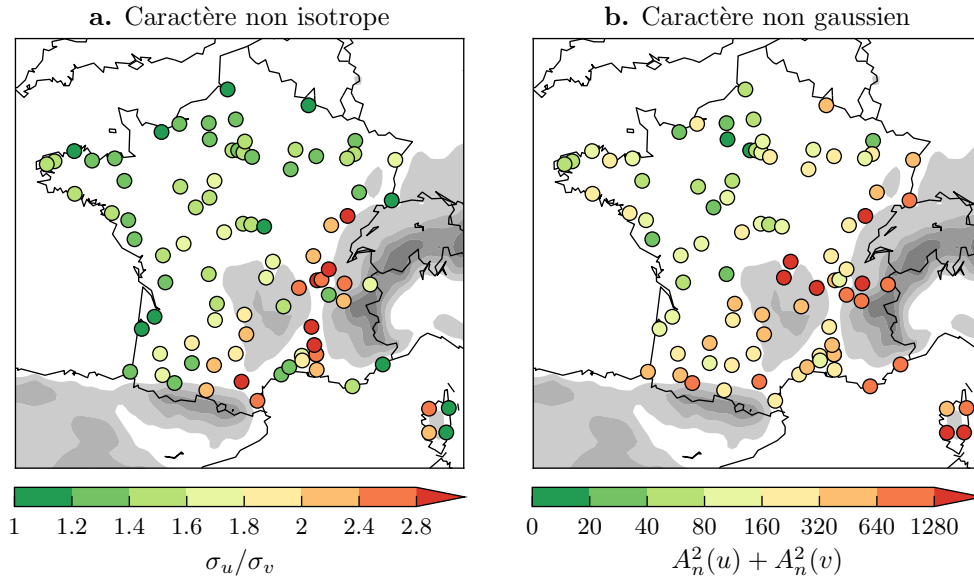 a. Caractère non isotrope
b. Caractère non gaussien
1 1.2 1.4 1.6 1.8 2 2.4 2.8
σu/σv
0 20 40 80 160 320 640 1280
A²n(u) + A²n(v)